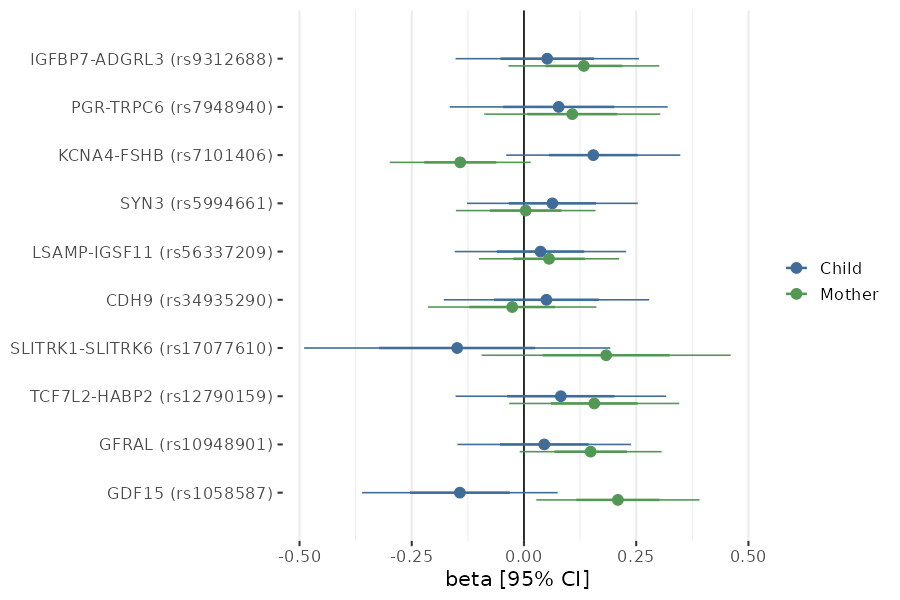 IGFBP7-ADGRL3 (rs9312688)
PGR-TRPC6 (rs7948940)
KCNA4-FSHB (rs7101406)
SYN3 (rs5994661)
LSAMP-IGSF11 (rs56337209)
CDH9 (rs34935290)
SLITRK1-SLITRK6 (rs17077610)
TCF7L2-HABP2 (rs12790159)
GFRAL (rs10948901)
GDF15 (rs1058587)
-0.50 -0.25 0.00 0.25 0.50
beta [95% CI]
Child
Mother